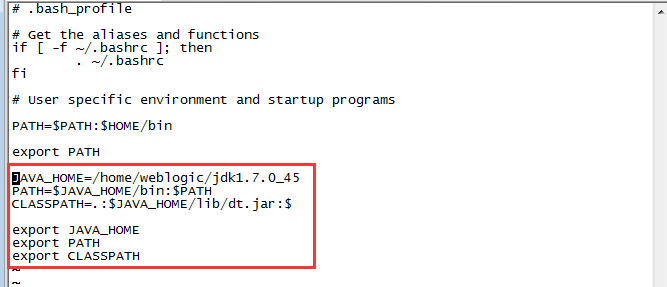 # .bash_profile
# Get the aliases and functions
if [ -f ~/.bashrc ]; then
        . ~/.bashrc
fi
# User specific environment and startup programs
PATH=$PATH:$HOME/bin
export PATH
JAVA_HOME=/home/weblogic/jdk1.7.0_45
PATH=$JAVA_HOME/bin:$PATH
CLASSPATH=.:$JAVA_HOME/lib/dt.jar:$
export JAVA_HOME
export PATH
export CLASSPATH
~
~